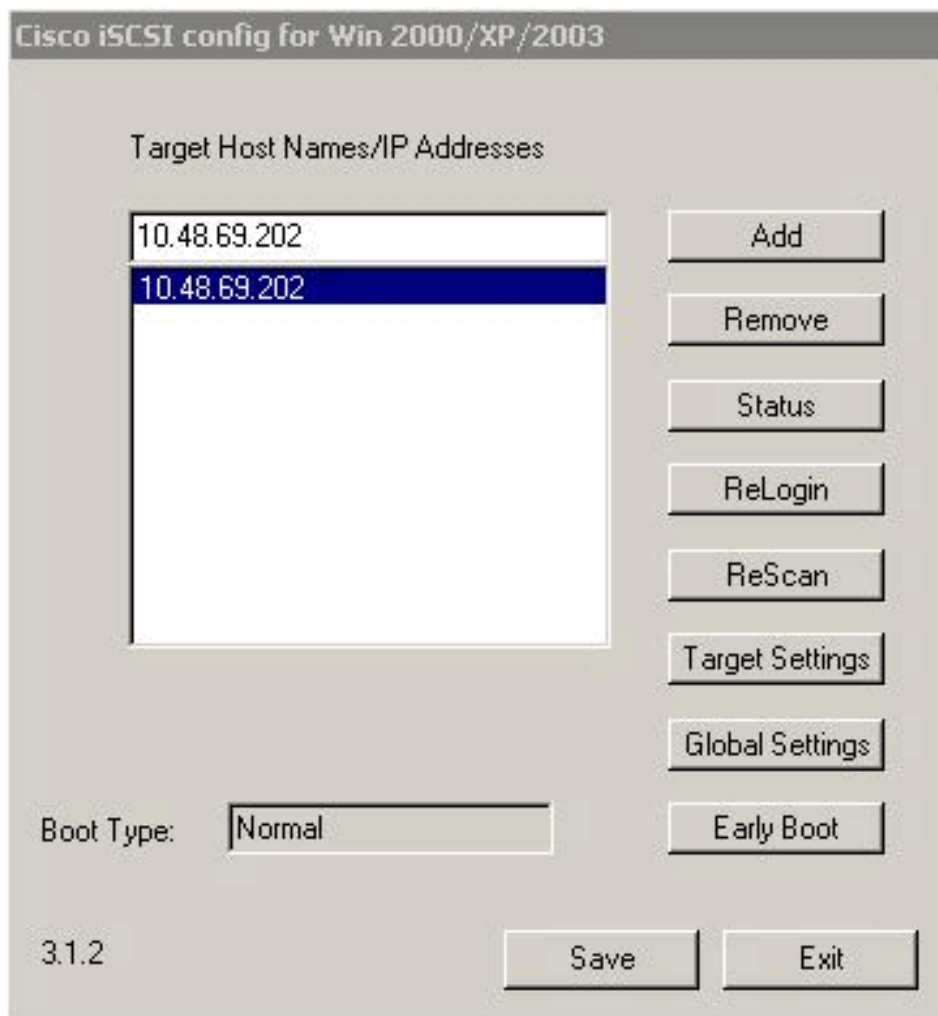 Cisco iSCSI config for Win 2000/XP/2003
Target Host Names/IP Addresses
10.48.69.202
10.48.69.202
Add
Remove
Status
ReLogin
ReScan
Target Settings
Global Settings
Boot Type:
Normal
Early Boot
3.1.2
Save
Exit